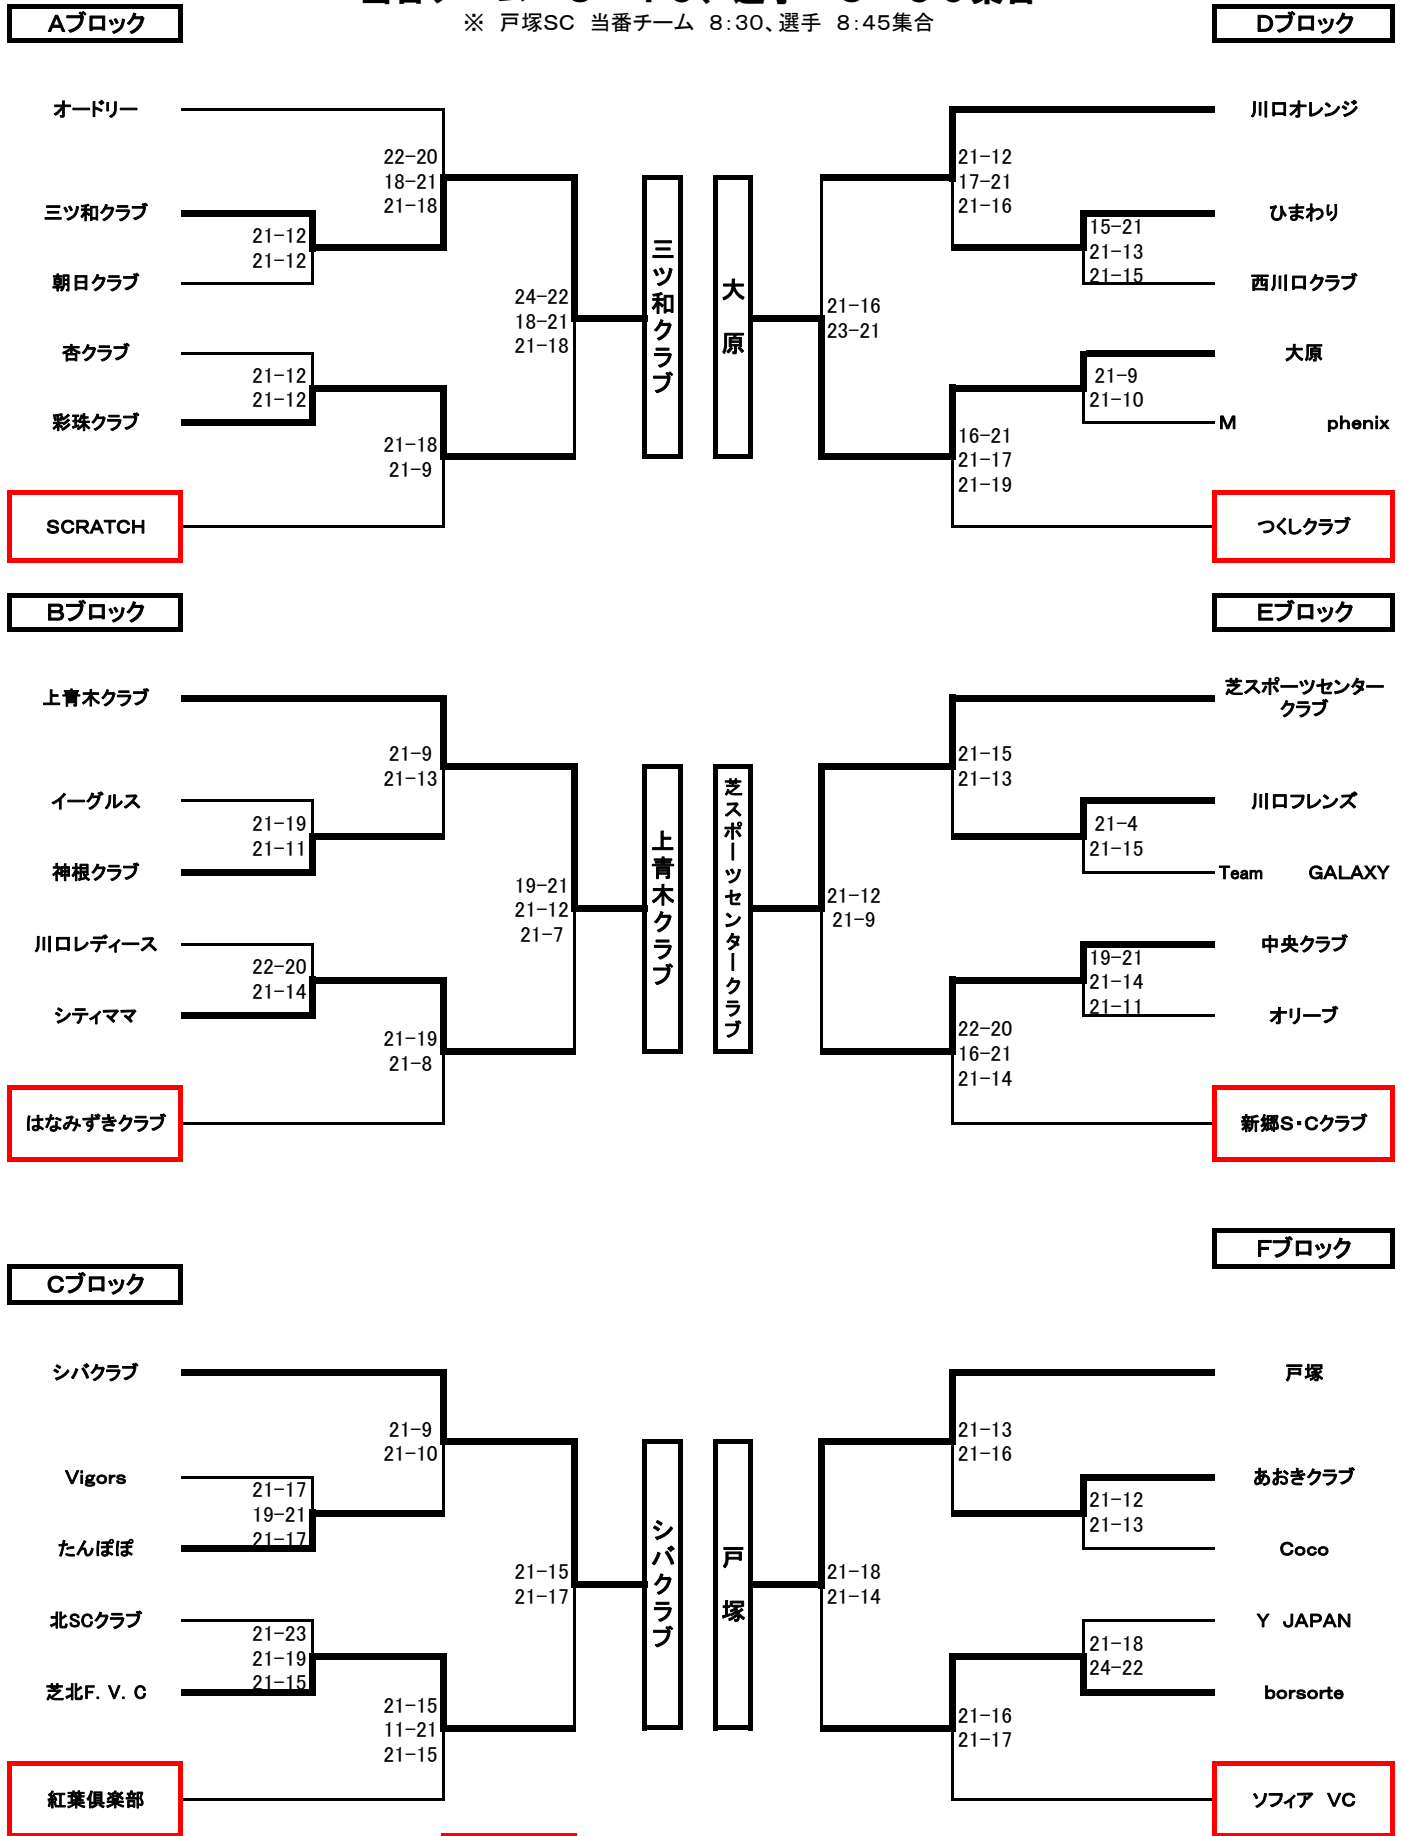 ※ 戸塚SC 当番チーム 8:30、選手 8:45集合
Aブロック
オードリー
22-20
18-21
21-18
三ツ和クラブ
21-12
21-12
朝日クラブ
24-22
18-21
21-18
三ツ和クラブ
杏クラブ
21-12
21-12
彩珠クラブ
21-18
21-9
SCRATCH
Dブロック
川口オレンジ
21-12
17-21
21-16
ひまわり
15-21
21-13
21-15
西川口クラブ
大原
21-16
23-21
大原
21-9
21-10
M phenix
16-21
21-17
21-19
つくしクラブ
Bブロック
上青木クラブ
21-9
21-13
イーグルス
21-19
21-11
神根クラブ
19-21
21-12
21-7
上青木クラブ
川口レディース
22-20
21-14
シティママ
21-19
21-8
はなみずきクラブ
Eブロック
芝スポーツセンター
クラブ
21-15
21-13
川口フレンズ
21-4
21-15
Team GALAXY
芝スポーツセンタークラブ
21-12
21-9
中央クラブ
19-21
21-14
21-11
オリーブ
22-20
16-21
21-14
新郷S・Cクラブ
Cブロック
シバクラブ
21-9
21-10
Vigors
21-17
19-21
21-17
たんぽぽ
21-15
21-17
シバクラブ
北SCクラブ
21-23
21-19
21-15
芝北F.V.C
21-15
11-21
21-15
紅葉倶楽部
Fブロック
戸塚
21-13
21-16
あおきクラブ
21-12
21-13
Coco
戸塚
21-18
21-14
Y JAPAN
21-18
24-22
borsorte
21-16
21-17
ソフィア VC